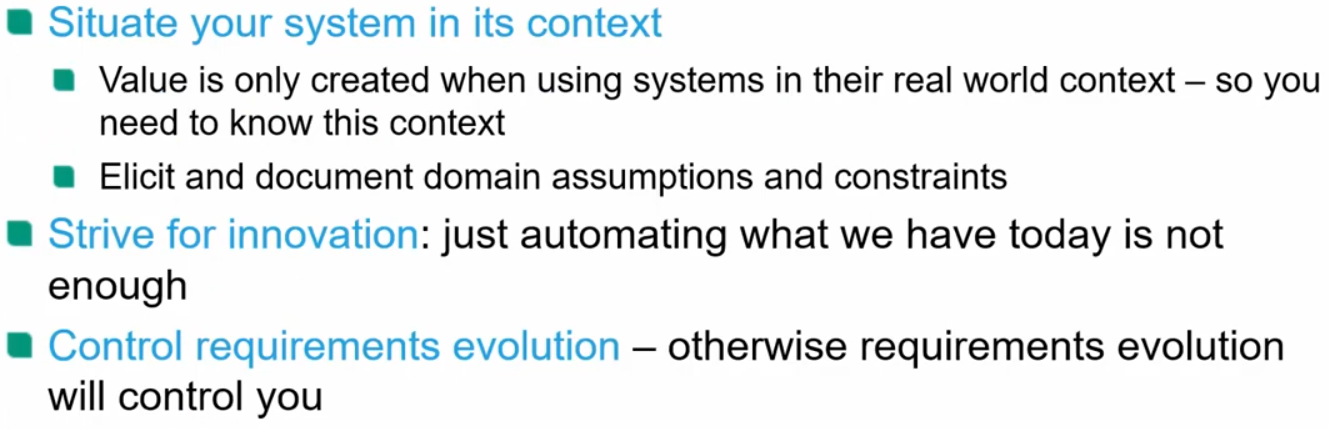 Situate your system in its context
Value is only created when using systems in their real world context – so you
need to know this context
Elicit and document domain assumptions and constraints
Strive for innovation: just automating what we have today is not
enough
Control requirements evolution – otherwise requirements evolution
will control you